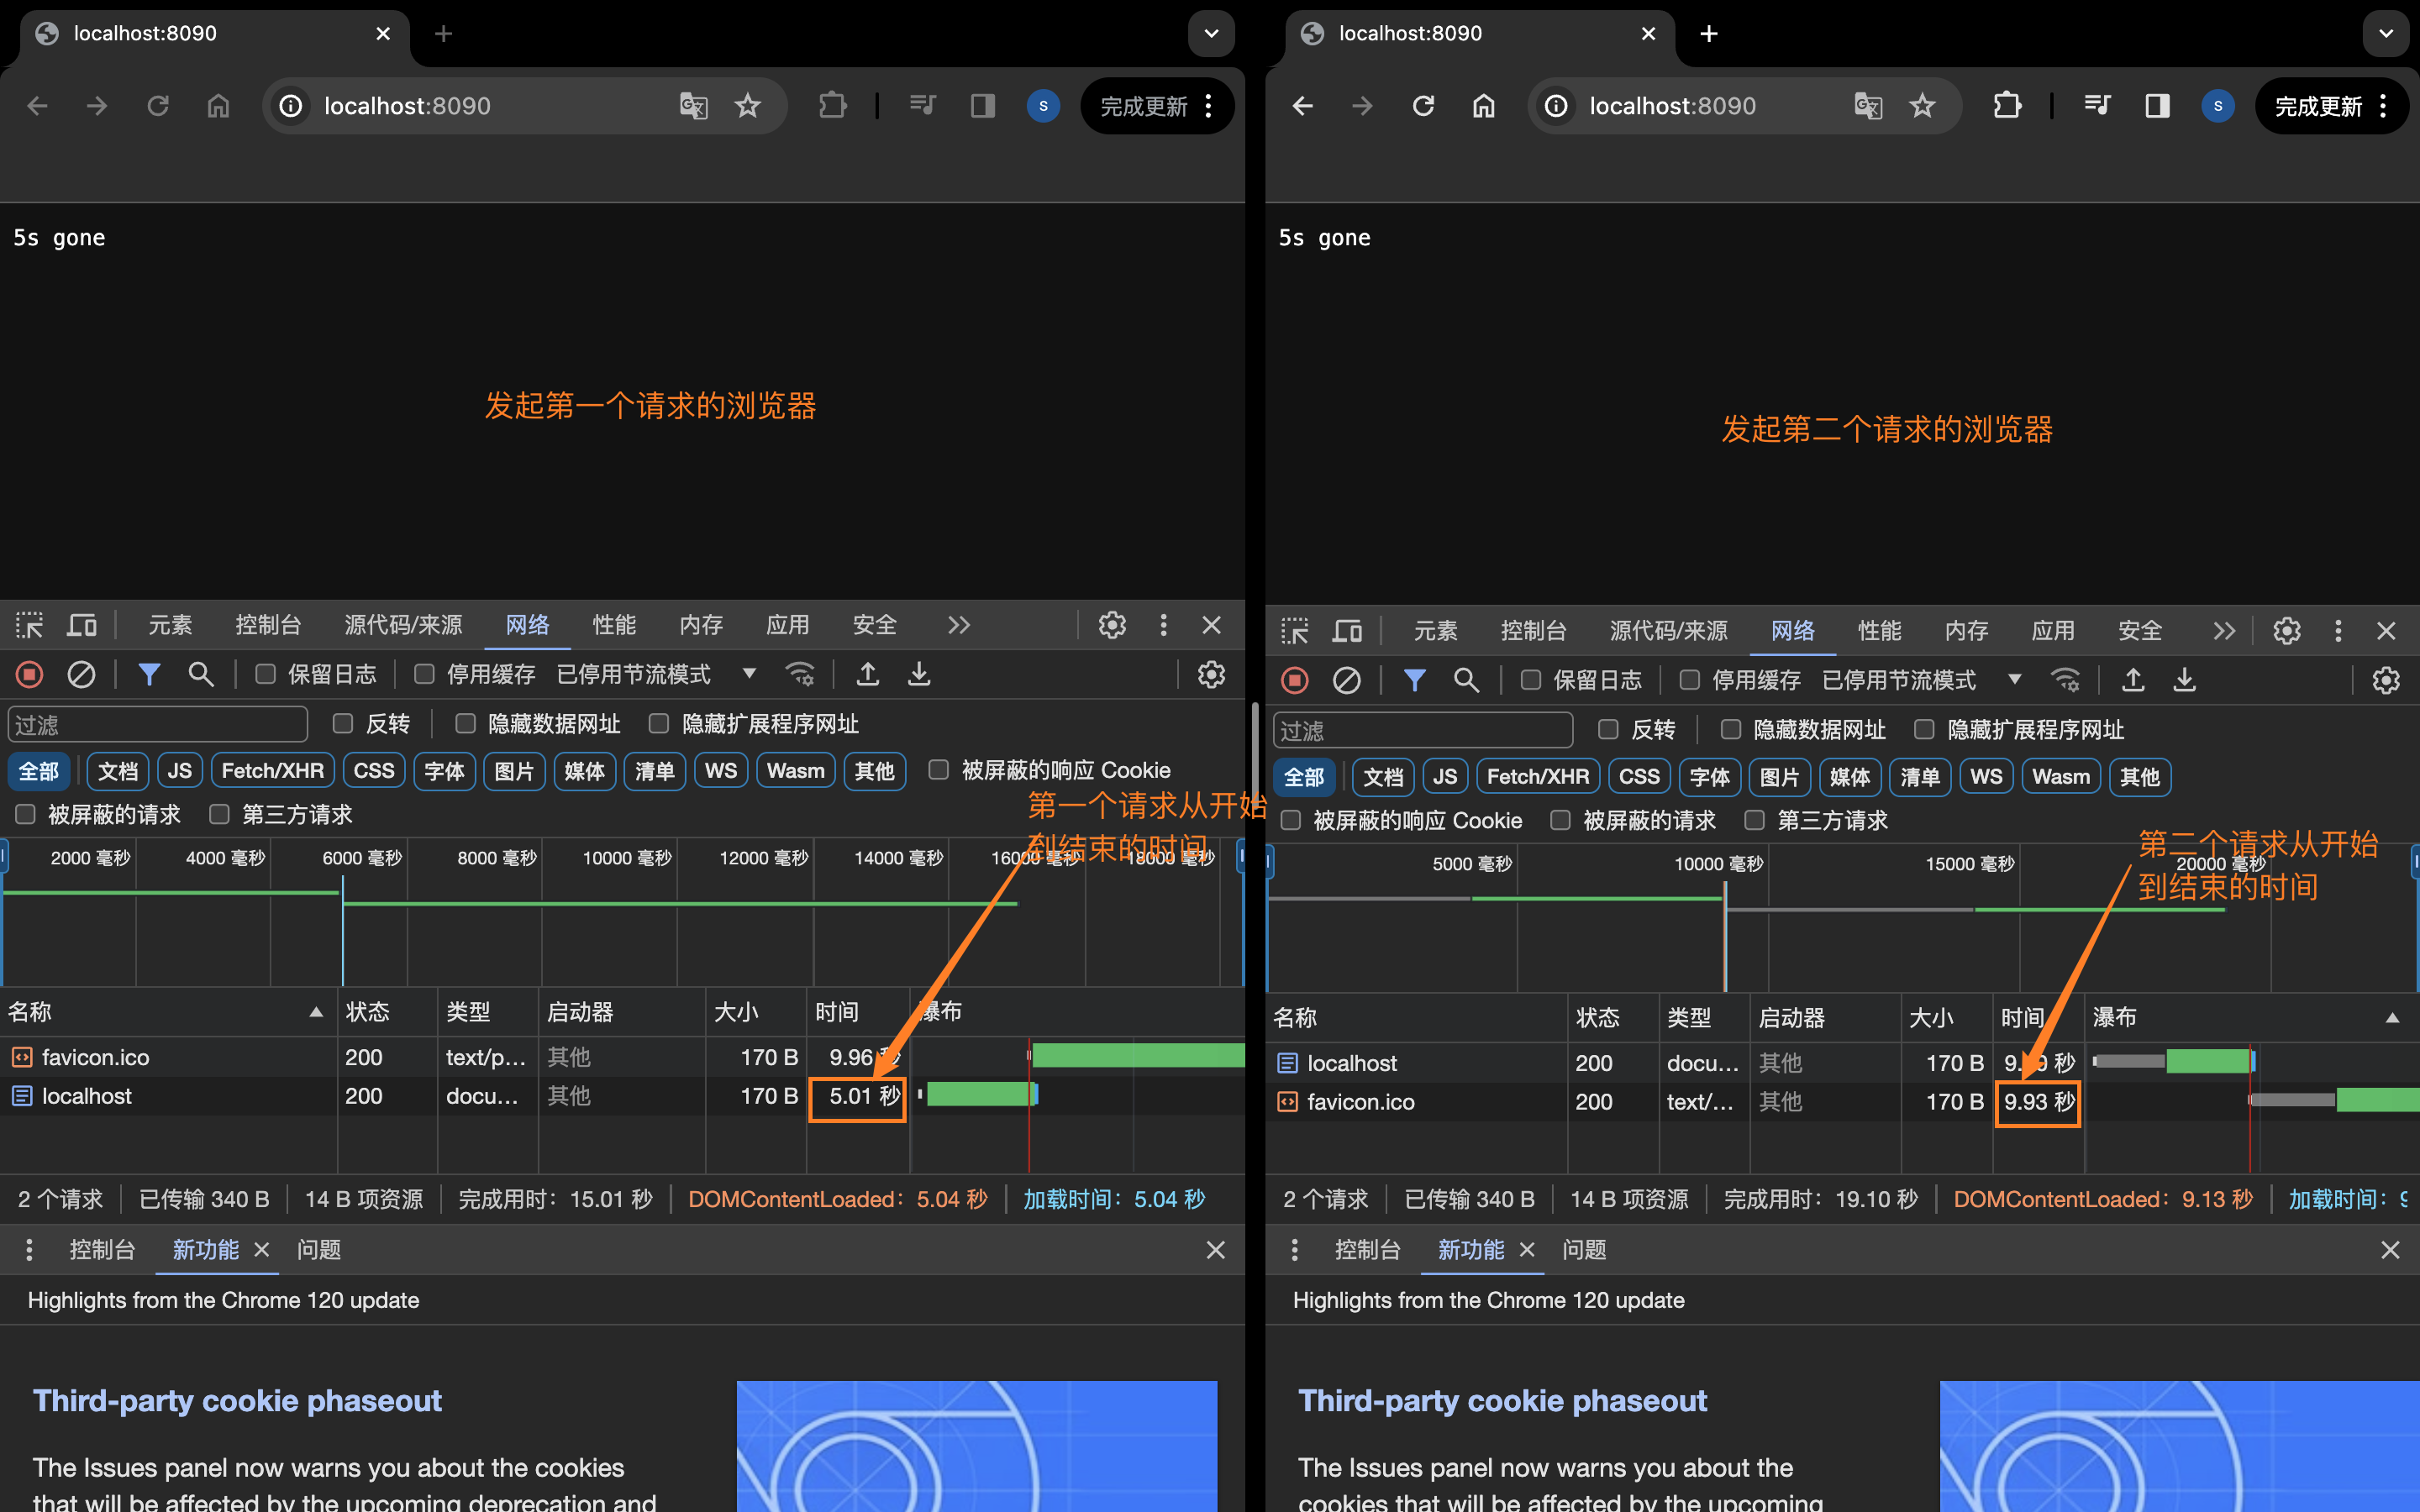 localhost:8090
localhost:8090
S
完成更新
5s gone
发起第一个请求的浏览器
元素 控制台 源代码/来源 网络 性能 内存 应用 安全
保留日志 停用缓存 已停用节流模式
过滤 反转 隐藏数据网址 隐藏扩展程序网址
全部 文档 JS Fetch/XHR CSS 字体 图片 媒体 清单 WS Wasm 其他 被屏蔽的响应 Cookie
被屏蔽的请求 第三方请求
第一个请求从开始
到结束的时间
2000 毫秒 4000 毫秒 6000 毫秒 8000 毫秒 10000 毫秒 12000 毫秒 14000 毫秒 16000 毫秒 18000 毫秒
名称 状态 类型 启动器 大小 时间 瀑布
favicon.ico 200 text/p... 其他 170 B 9.96 秒
localhost 200 docu... 其他 170 B 5.01 秒
2 个请求 已传输 340 B 14 B 项资源 完成用时：15.01 秒 DOMContentLoaded：5.04 秒 加载时间：5.04 秒
控制台 新功能 问题
Highlights from the Chrome 120 update
Third-party cookie phaseout
The Issues panel now warns you about the cookies
that will be affected by the upcoming deprecation and
localhost:8090
localhost:8090
S
完成更新
5s gone
发起第二个请求的浏览器
元素 控制台 源代码/来源 网络 性能 内存 应用 安全
保留日志 停用缓存 已停用节流模式
过滤 反转 隐藏数据网址 隐藏扩展程序网址
全部 文档 JS Fetch/XHR CSS 字体 图片 媒体 清单 WS Wasm 其他
被屏蔽的响应 Cookie 被屏蔽的请求 第三方请求
第二个请求从开始
到结束的时间
5000 毫秒 10000 毫秒 15000 毫秒 20000 毫秒
名称 状态 类型 启动器 大小 时间 瀑布
localhost 200 docu... 其他 170 B 秒
favicon.ico 200 text/... 其他 170 B 9.93 秒
2 个请求 已传输 340 B 14 B 项资源 完成用时：19.10 秒 DOMContentLoaded：9.13 秒 加载时间：9
控制台 新功能 问题
Highlights from the Chrome 120 update
Third-party cookie phaseout
The Issues panel now warns you about the
cookies that will be affected by the upcoming